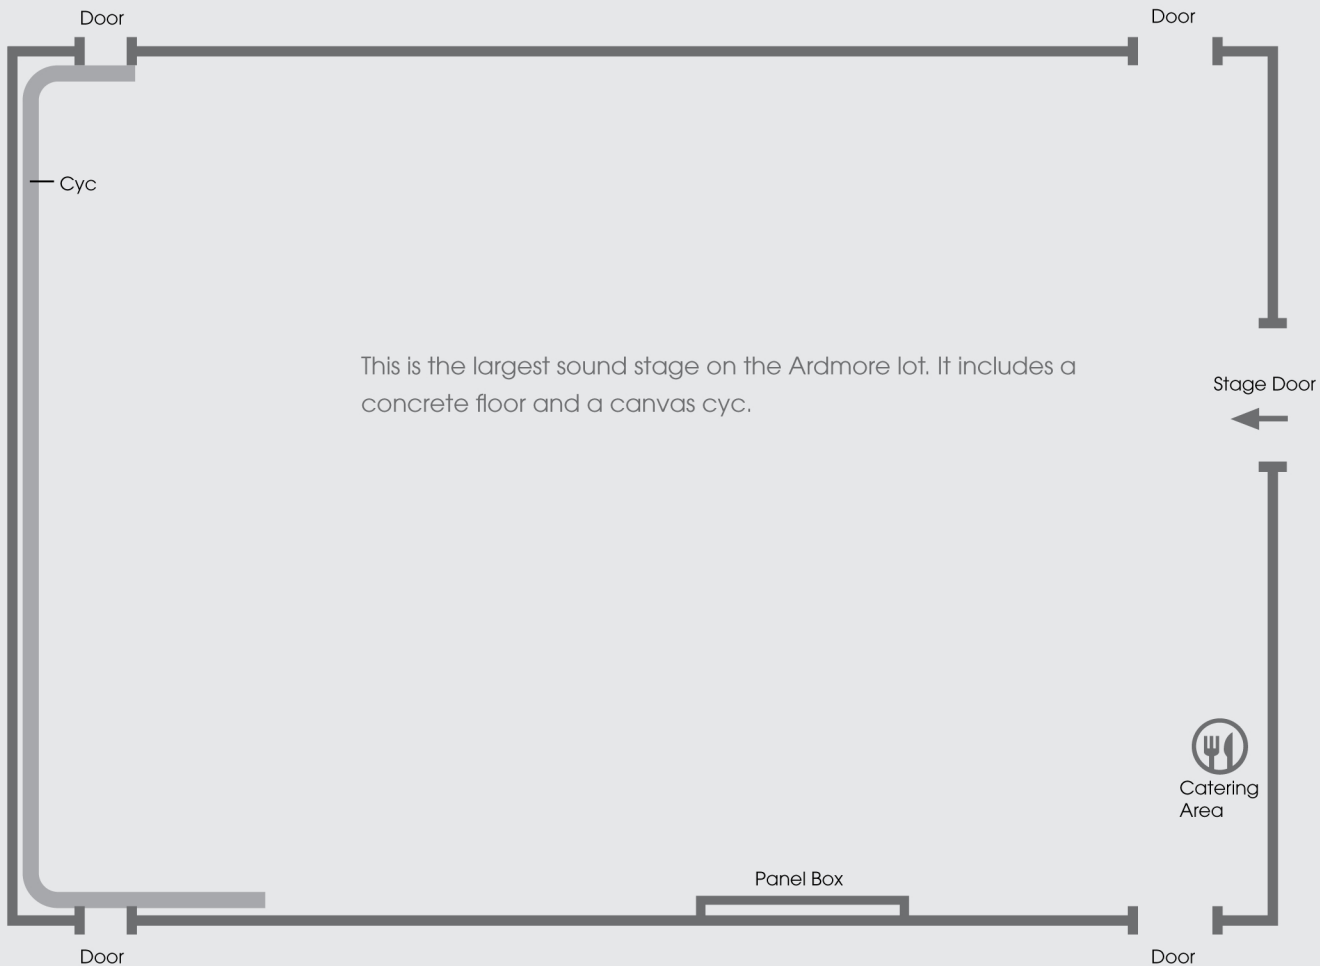 Door
Door
Cyc
This is the largest sound stage on the Ardmore lot. It includes a
concrete floor and a canvas cyc.
Stage Door
Catering
Area
Panel Box
Door
Door